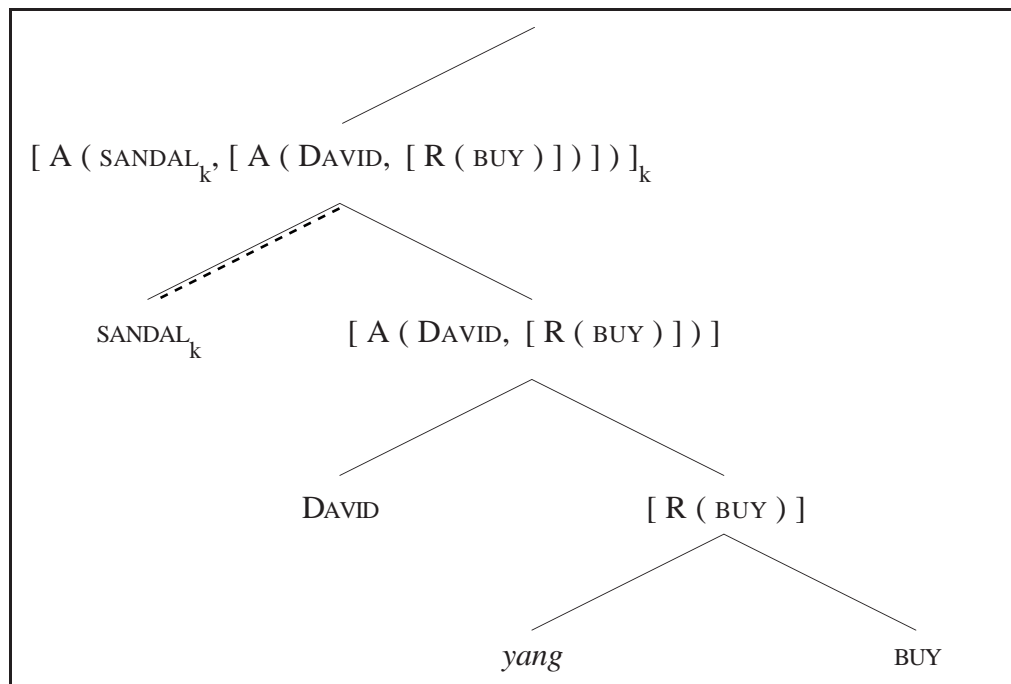 [ A ( SANDALₖ, [ A ( DAVID, [ R ( BUY ) ] ) ] ) ]ₖ
SANDALₖ [ A ( DAVID, [ R ( BUY ) ] ) ]
DAVID [ R ( BUY ) ]
yang BUY